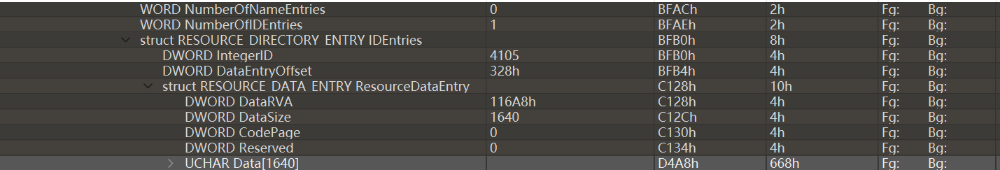 WORD NumberOfNameEntries 0 BFACh 2h Fg: Bg:
WORD NumberOfIDEntries 1 BFAEh 2h Fg: Bg:
struct RESOURCE_DIRECTORY_ENTRY IDEntries BFB0h 8h Fg: Bg:
DWORD IntegerID 4105 BFB0h 4h Fg: Bg:
DWORD DataEntryOffset 328h BFB4h 4h Fg: Bg:
struct RESOURCE_DATA_ENTRY ResourceDataEntry C128h 10h Fg: Bg:
DWORD DataRVA 116A8h C128h 4h Fg: Bg:
DWORD DataSize 1640 C12Ch 4h Fg: Bg:
DWORD CodePage 0 C130h 4h Fg: Bg:
DWORD Reserved 0 C134h 4h Fg: Bg:
UCHAR Data[1640] D4A8h 668h Fg: Bg: